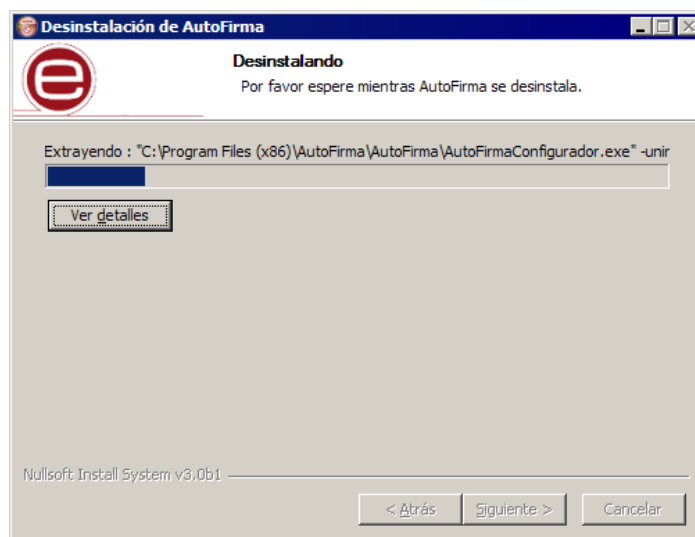 Desinstalación de AutoFirma
Desinstalando
Por favor espere mientras AutoFirma se desinstala.
Extrayendo : "C:\Program Files (x86)\AutoFirma\AutoFirma\AutoFirmaConfigurador.exe" -unir
Ver detalles
Nullsoft Install System v3.0b1
< Atrás
Siguiente >
Cancelar